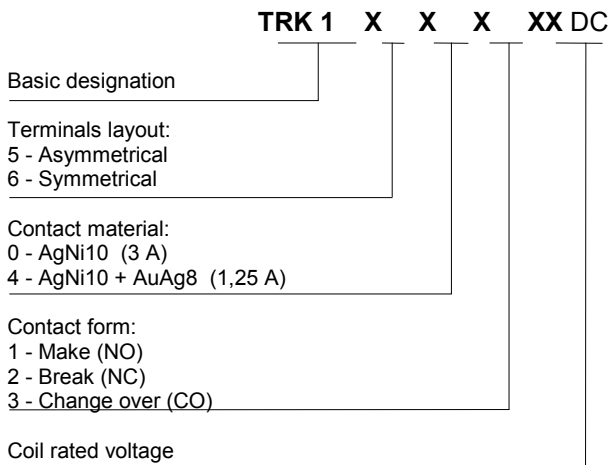 TRK 1 X X X XX DC
Basic designation
Terminals layout:
5 - Asymmetrical
6 - Symmetrical
Contact material:
0 - AgNi10 (3 A)
4 - AgNi10 + AuAg8 (1,25 A)
Contact form:
1 - Make (NO)
2 - Break (NC)
3 - Change over (CO)
Coil rated voltage